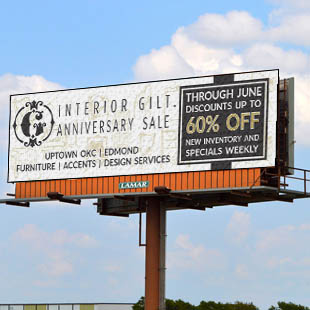 G
INTERIOR GILT.
ANNIVERSARY SALE
UPTOWN OKC | EDMOND
FURNITURE | ACCENTS | DESIGN SERVICES
THROUGH JUNE
DISCOUNTS UP TO
60% OFF
NEW INVENTORY AND
SPECIALS WEEKLY
LAMAR